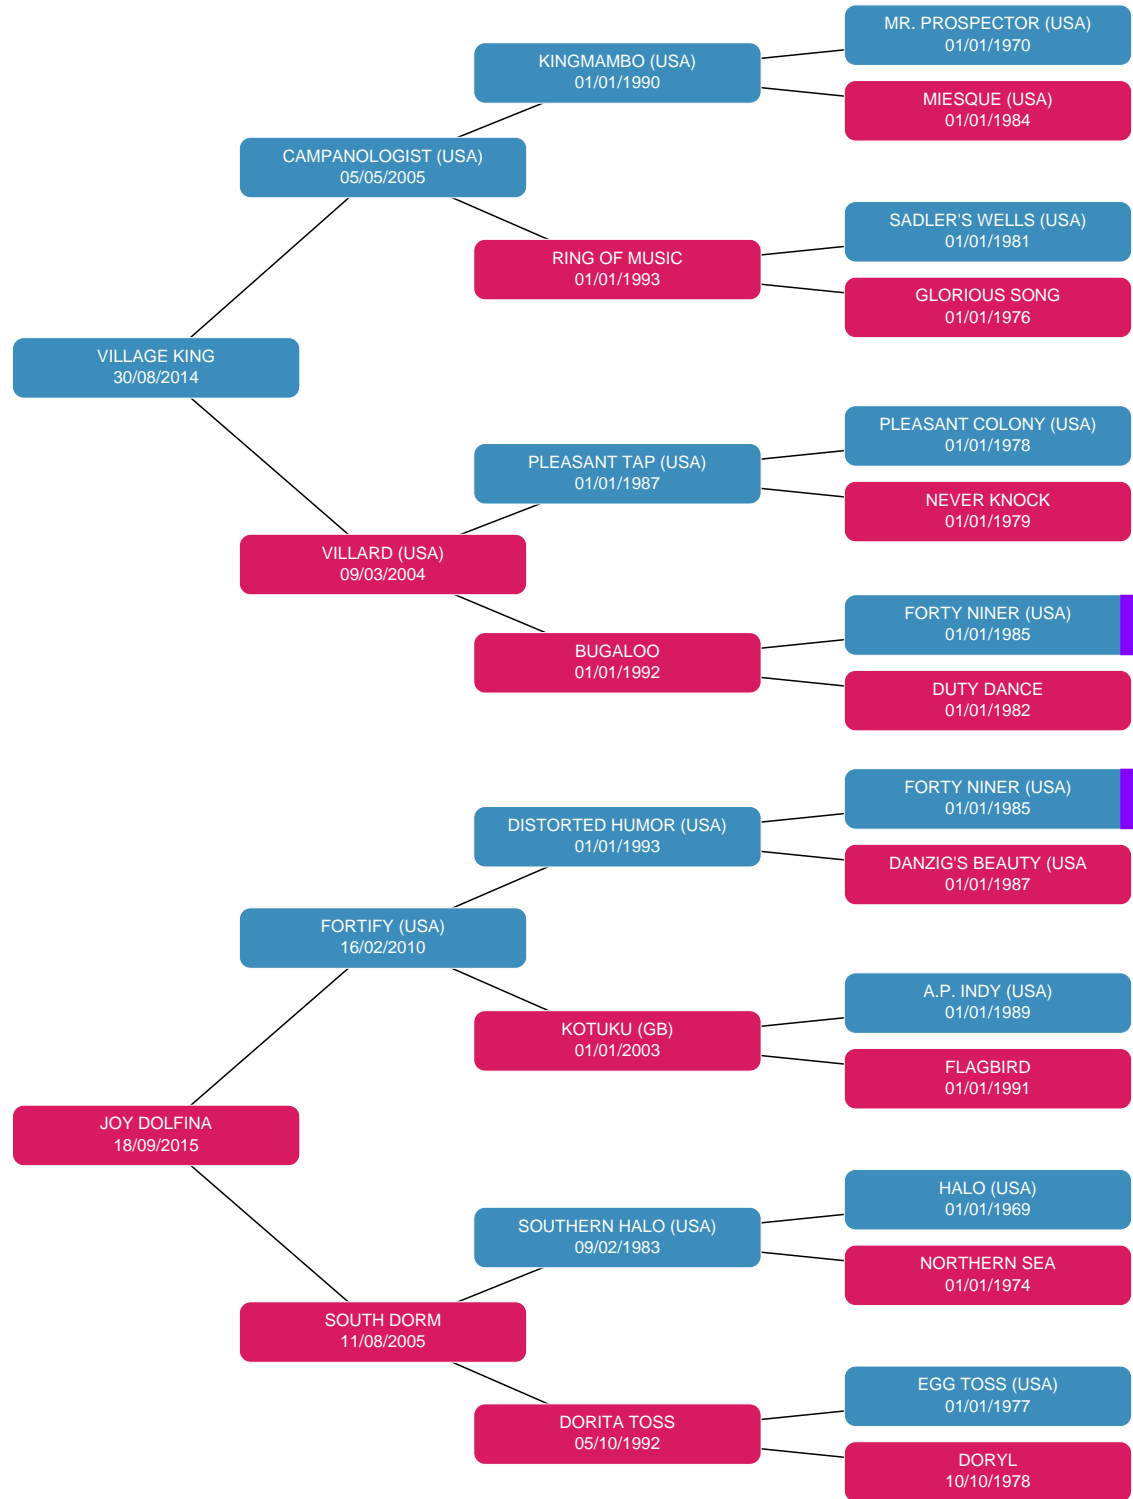 MR. PROSPECTOR (USA)
01/01/1970
KINGMAMBO (USA)
01/01/1990
MIESQUE (USA)
01/01/1984
CAMPANOLOGIST (USA)
05/05/2005
SADLER'S WELLS (USA)
01/01/1981
RING OF MUSIC
01/01/1993
GLORIOUS SONG
01/01/1976
VILLAGE KING
30/08/2014
PLEASANT COLONY (USA)
01/01/1978
PLEASANT TAP (USA)
01/01/1987
NEVER KNOCK
01/01/1979
VILLARD (USA)
09/03/2004
FORTY NINER (USA)
01/01/1985
BUGALOO
01/01/1992
DUTY DANCE
01/01/1982
FORTY NINER (USA)
01/01/1985
DISTORTED HUMOR (USA)
01/01/1993
DANZIG'S BEAUTY (USA
01/01/1987
FORTIFY (USA)
16/02/2010
A.P. INDY (USA)
01/01/1989
KOTUKU (GB)
01/01/2003
FLAGBIRD
01/01/1991
JOY DOLFINA
18/09/2015
HALO (USA)
01/01/1969
SOUTHERN HALO (USA)
09/02/1983
NORTHERN SEA
01/01/1974
SOUTH DORM
11/08/2005
EGG TOSS (USA)
01/01/1977
DORITA TOSS
05/10/1992
DORYL
10/10/1978